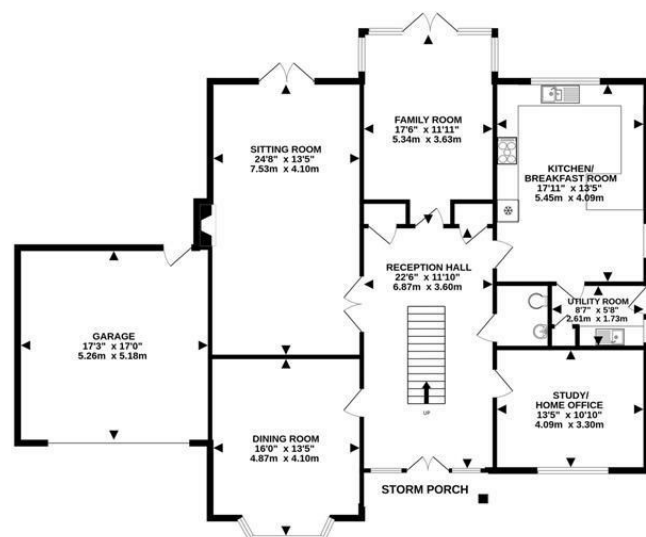 FAMILY ROOM
17'6" x 11'11"
5.34m x 3.63m
SITTING ROOM
24'8" x 13'5"
7.53m x 4.10m
KITCHEN/
BREAKFAST ROOM
17'11" x 13'5"
5.45m x 4.09m
RECEPTION HALL
22'6" x 11'10"
6.87m x 3.60m
UTILITY ROOM
8'7" x 5'8"
2.61m x 1.73m
GARAGE
17'3" x 17'0"
5.26m x 5.18m
STUDY/
HOME OFFICE
13'5" x 10'10"
4.09m x 3.30m
UP
DINING ROOM
16'0" x 13'5"
4.87m x 4.10m
STORM PORCH